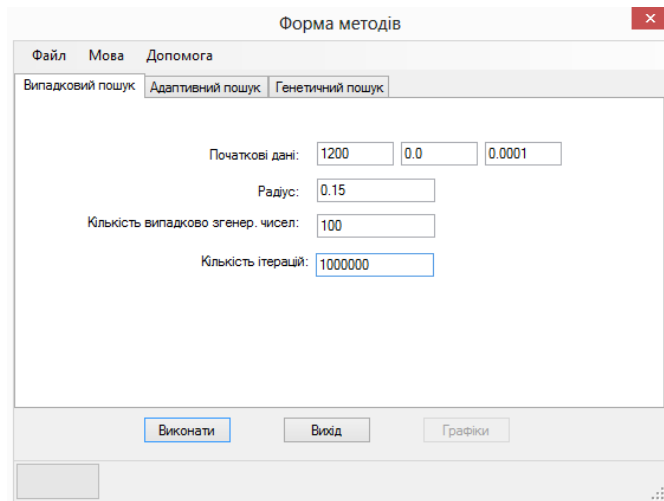 Форма методів
Файл Мова Допомога
Випадковий пошук Адаптивний пошук Генетичний пошук
Початкові дані: 1200 0.0 0.0001
Радіус: 0.15
Кількість випадково згенер. чисел: 100
Кількість ітерацій: 1000000
Виконати Вихід Графіки